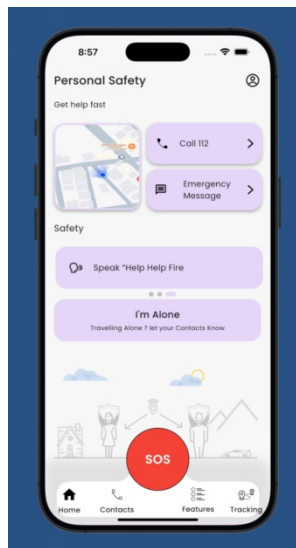 8:57
Personal Safety
Get help fast
Call 112
Emergency
Message
Safety
Speak "Help Help Fire
I'm Alone
Travelling Alone ? let your Contacts Know
SOS
Home Contacts Features Tracking